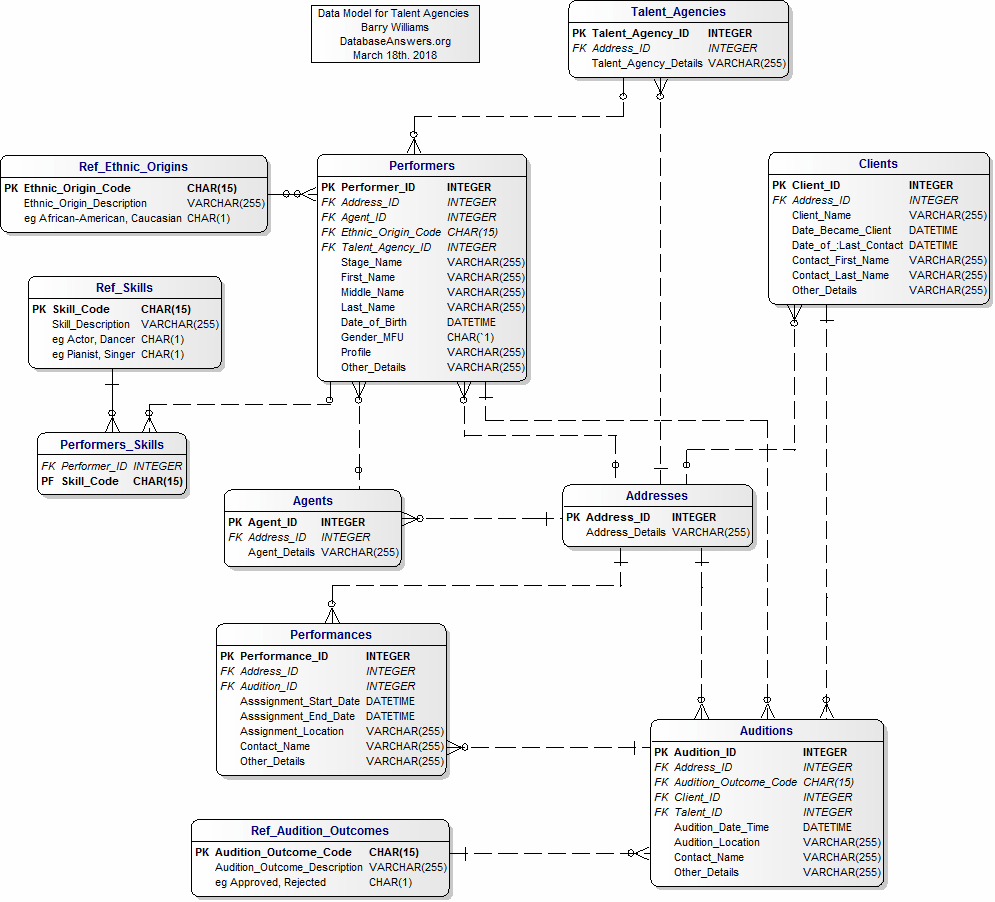 Data Model for Talent Agencies
Barry Williams
DatabaseAnswers.org
March 18th. 2018
Talent_Agencies
PK Talent_Agency_ID INTEGER
FK Address_ID INTEGER
Talent_Agency_Details VARCHAR(255)
Ref_Ethnic_Origins
PK Ethnic_Origin_Code CHAR(15)
Ethnic_Origin_Description VARCHAR(255)
eg African-American, Caucasian CHAR(1)
Performers
PK Performer_ID INTEGER
FK Address_ID INTEGER
FK Agent_ID INTEGER
FK Ethnic_Origin_Code CHAR(15)
FK Talent_Agency_ID INTEGER
Stage_Name VARCHAR(255)
First_Name VARCHAR(255)
Middle_Name VARCHAR(255)
Last_Name VARCHAR(255)
Date_of_Birth DATETIME
Gender_MFU CHAR(`1)
Profile VARCHAR(255)
Other_Details VARCHAR(255)
Clients
PK Client_ID INTEGER
FK Address_ID INTEGER
Client_Name VARCHAR(255)
Date_Became_Client DATETIME
Date_of_:Last_Contact DATETIME
Contact_First_Name VARCHAR(255)
Contact_Last_Name VARCHAR(255)
Other_Details VARCHAR(255)
Ref_Skills
PK Skill_Code CHAR(15)
Skill_Description VARCHAR(255)
eg Actor, Dancer CHAR(1)
eg Pianist, Singer CHAR(1)
Performers_Skills
FK Performer_ID INTEGER
PF Skill_Code CHAR(15)
Agents
PK Agent_ID INTEGER
FK Address_ID INTEGER
Agent_Details VARCHAR(255)
Addresses
PK Address_ID INTEGER
Address_Details VARCHAR(255)
Performances
PK Performance_ID INTEGER
FK Address_ID INTEGER
FK Audition_ID INTEGER
Asssignment_Start_Date DATETIME
Asssignment_End_Date DATETIME
Assignment_Location VARCHAR(255)
Contact_Name VARCHAR(255)
Other_Details VARCHAR(255)
Auditions
PK Audition_ID INTEGER
FK Address_ID INTEGER
FK Audition_Outcome_Code CHAR(15)
FK Client_ID INTEGER
FK Talent_ID INTEGER
Audition_Date_Time DATETIME
Audition_Location VARCHAR(255)
Contact_Name VARCHAR(255)
Other_Details VARCHAR(255)
Ref_Audition_Outcomes
PK Audition_Outcome_Code CHAR(15)
Audition_Outcome_Description VARCHAR(255)
eg Approved, Rejected CHAR(1)